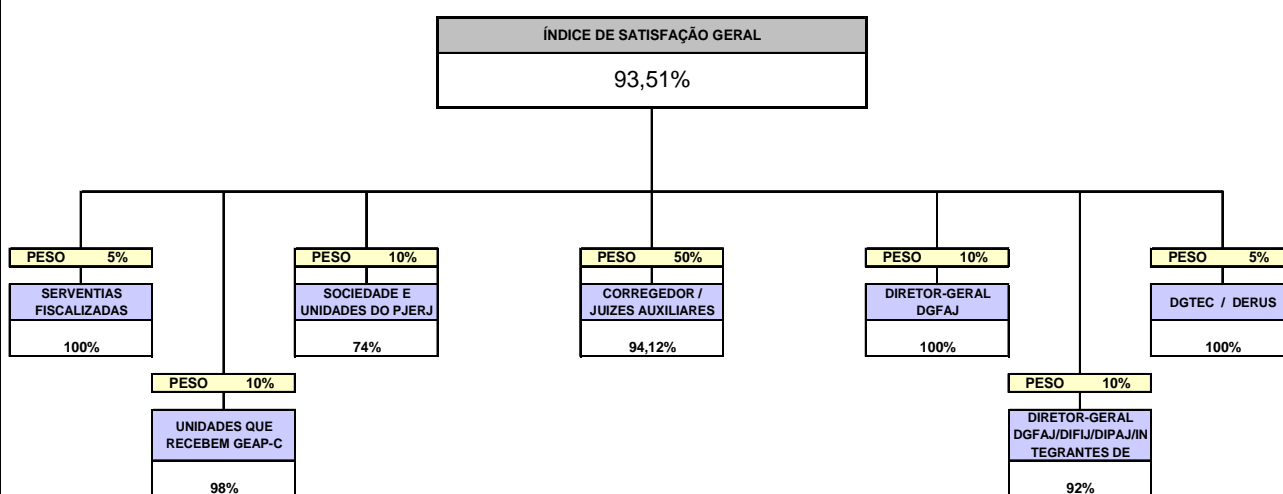 ÍNDICE DE SATISFAÇÃO GERAL
93,51%
PESO 5%
SERVENTIAS
FISCALIZADAS
100%
PESO 10%
UNIDADES QUE
RECEBEM GEAP-C
98%
PESO 10%
SOCIEDADE E
UNIDADES DO PJERJ
74%
PESO 50%
CORREGEDOR /
JUIZES AUXILIARES
94,12%
PESO 10%
DIRETOR-GERAL
DGFAJ
100%
PESO 10%
DIRETOR-GERAL
DGFAJ/DIFIJ/DIPAJ/IN
TEGRANTES DE
92%
PESO 5%
DGTEC / DERUS
100%